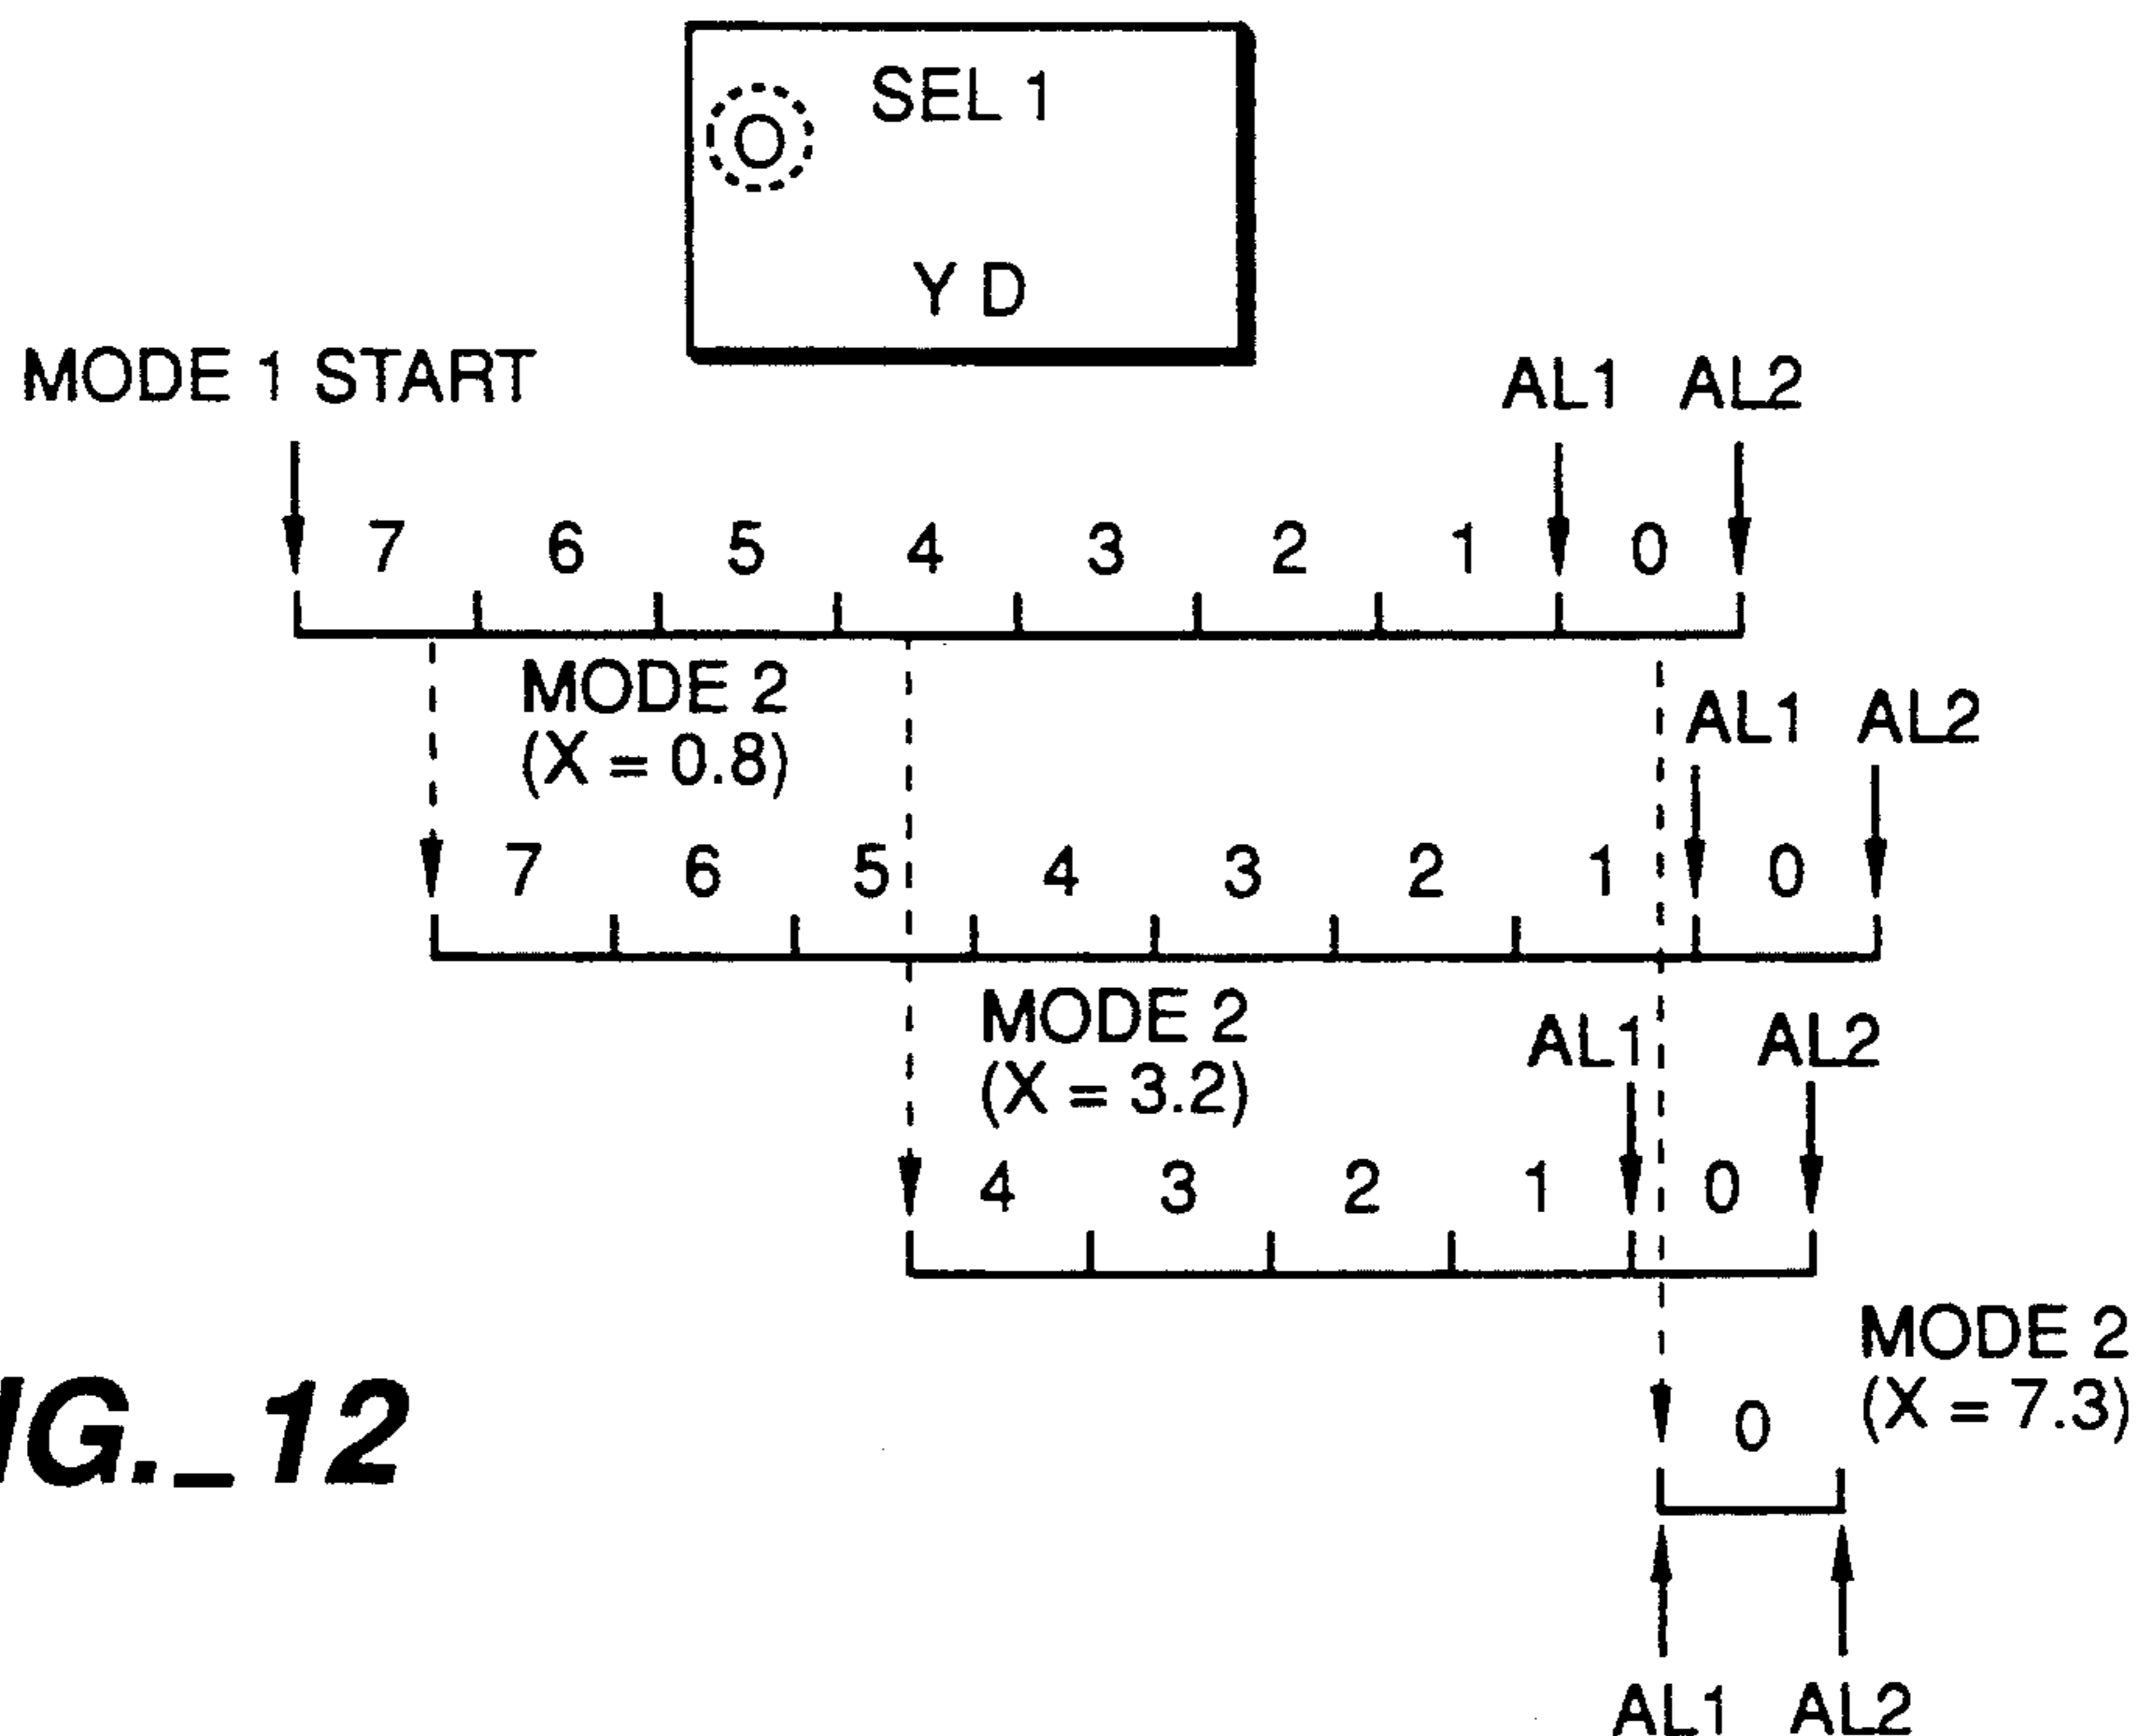 SEL 1
Y D
MODE 1 START
AL1 AL2
7 6 5 4 3 2 1 0
MODE 2
(X = 0.8)
AL1 AL2
7 6 5 4 3 2 1 0
MODE 2
(X = 3.2)
AL1 AL2
4 3 2 1 0
MODE 2
(X = 7.3)
0
AL1 AL2
IG._12